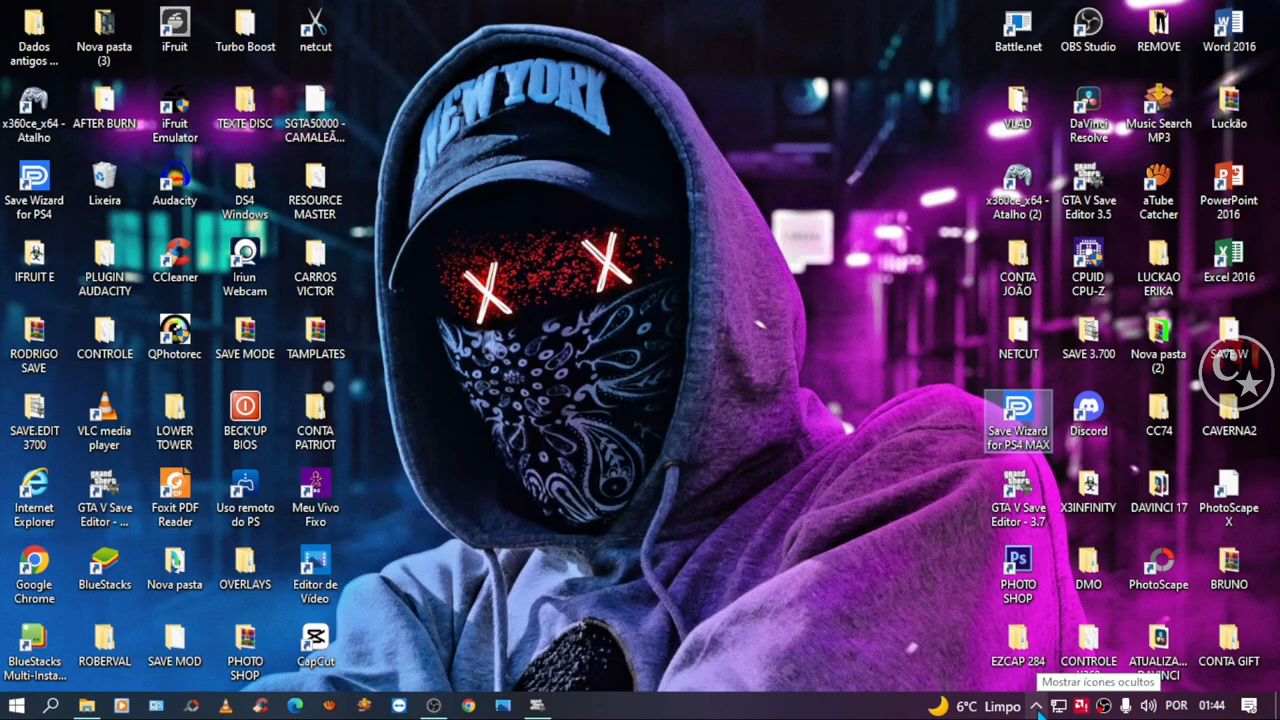 Dados
antigos ...
Nova pasta
(3)
iFruit
Turbo Boost
netcut
x360ce_x64 -
Atalho
AFTER BURN
iFruit
Emulator
TEXTE DISC
SGTA50000 -
CAMALEÃ...
Save Wizard
for PS4
Lixeira
Audacity
DS4
Windows
RESOURCE
MASTER
IFRUIT E
PLUGIN
AUDACITY
CCleaner
Iriun
Webcam
CARROS
VICTOR
RODRIGO
SAVE
CONTROLE
QPhotorec
SAVE MODE
TAMPLATES
SAVE.EDIT
3700
VLC media
player
LOWER
TOWER
BECK'UP
BIOS
CONTA
PATRIOT
Internet
Explorer
GTA V Save
Editor - ...
Foxit PDF
Reader
Uso remoto
do PS
Meu Vivo
Fixo
Google
Chrome
BlueStacks
Nova pasta
OVERLAYS
Editor de
Vídeo
BlueStacks
Multi-Insta...
ROBERVAL
SAVE MOD
PHOTO
SHOP
CapCut
NEW YORK
Battle.net
OBS Studio
REMOVE
Word 2016
VLAD
DaVinci
Resolve
Music Search
MP3
Luckão
x360ce_x64 -
Atalho (2)
GTA V Save
Editor 3.5
aTube
Catcher
PowerPoint
2016
CONTA
JOÃO
CPUID
CPU-Z
LUCKAO
ERIKA
Excel 2016
NETCUT
SAVE 3.700
Nova pasta
(2)
SAVE W
Save Wizard
for PS4 MAX
Discord
CC74
CAVERNA2
GTA V Save
Editor - 3.7
X3INFINITY
DAVINCI 17
PhotoScape
X
PHOTO
SHOP
DMO
PhotoScape
BRUNO
EZCAP 284
CONTROLE
ATUALIZA...
DAVINCI
CONTA GIFT
Mostrar ícones ocultos
6°C Limpo
POR
01:44